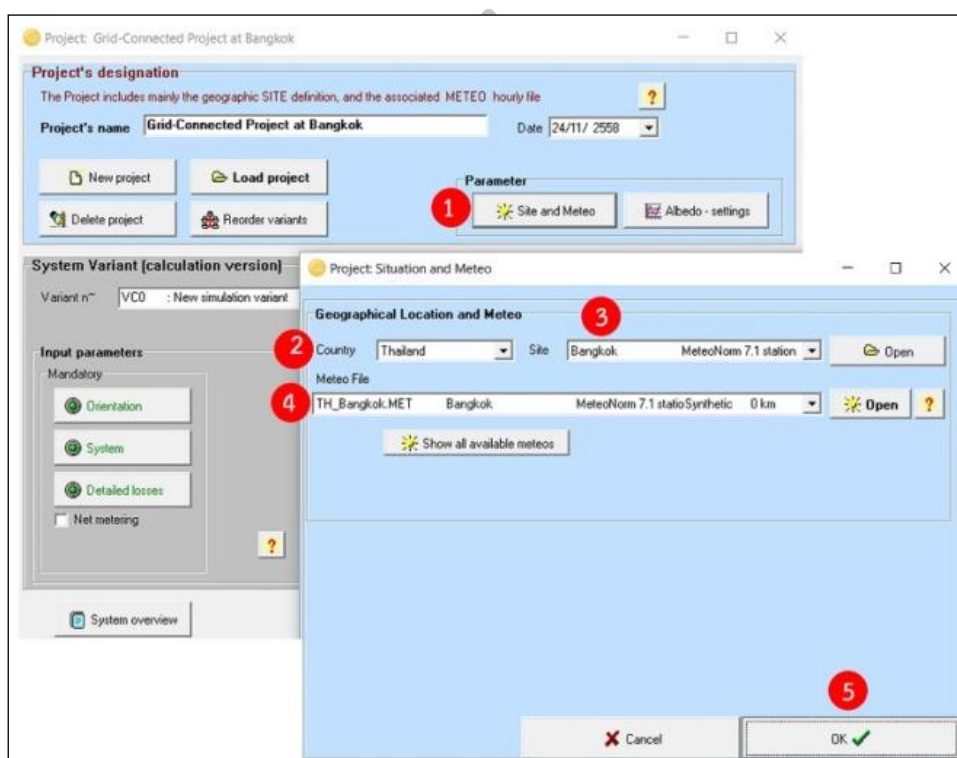 Project: Grid-Connected Project at Bangkok
Project's designation
The Project includes mainly the geographic SITE definition, and the associated METEO hourly file
?
Project's name Grid-Connected Project at Bangkok Date 24/11/ 2558
New project Load project
Parameter
1 Site and Meteo Albedo - settings
Delete project Reorder variants
System Variant (calculation version)
Variant n~ VC0 : New simulation variant
Input parameters
Mandatory
Orientation
System
Detailed losses
Net metering
?
System overview
Project: Situation and Meteo
Geographical Location and Meteo
3
2 Country Thailand Site Bangkok MeteoNorm 7.1 station Open
Meteo File
4 TH_Bangkok.MET Bangkok MeteoNorm 7.1 statioSynthetic 0 km Open ?
Show all available meteos
5
Cancel OK